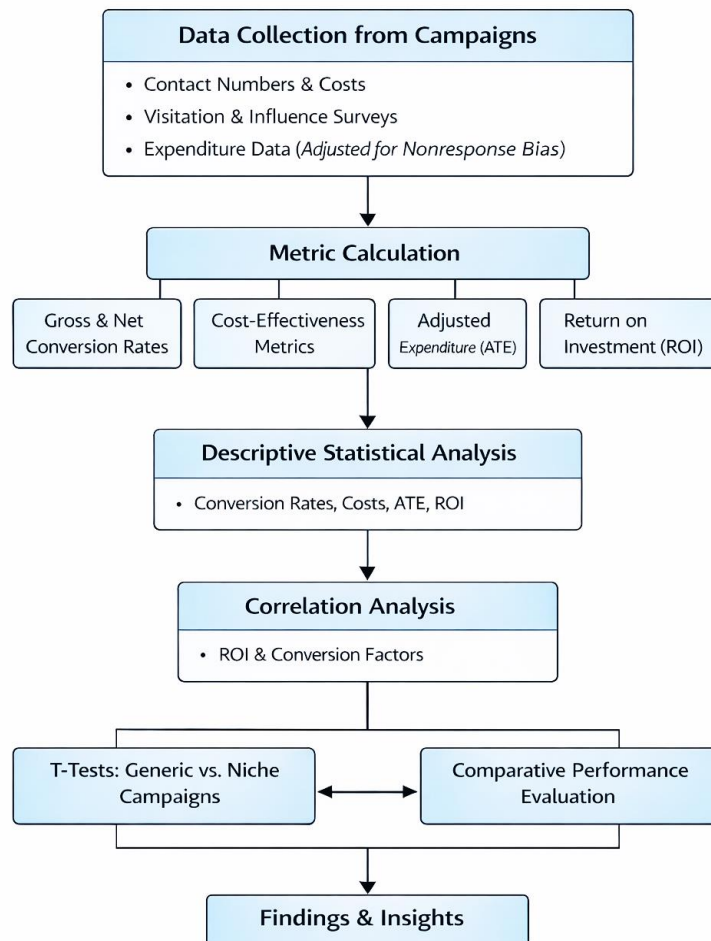 Data Collection from Campaigns
• Contact Numbers & Costs
• Visitation & Influence Surveys
• Expenditure Data (Adjusted for Nonresponse Bias)
Metric Calculation
Gross & Net
Conversion Rates
Cost-Effectiveness
Metrics
Adjusted
Expenditure (ATE)
Return on
Investment (ROI)
Descriptive Statistical Analysis
• Conversion Rates, Costs, ATE, ROI
Correlation Analysis
• ROI & Conversion Factors
T-Tests: Generic vs. Niche
Campaigns
Comparative Performance
Evaluation
Findings & Insights